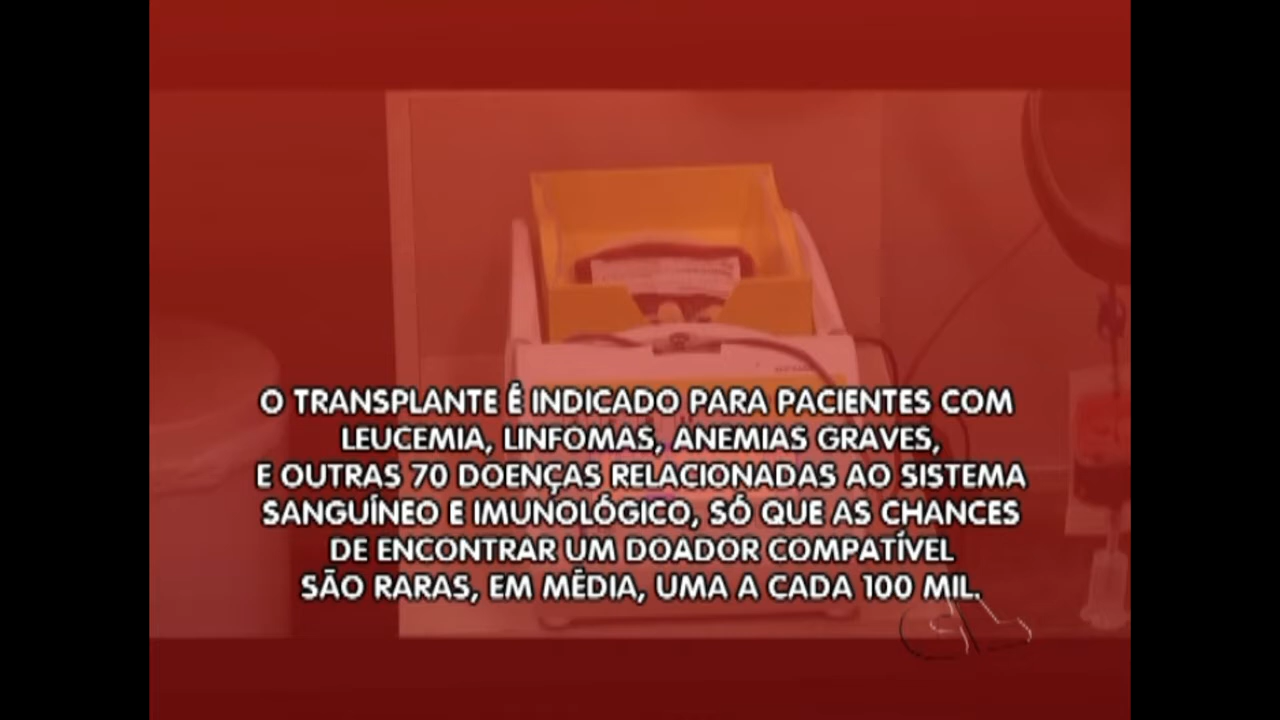 O TRANSPLANTE É INDICADO PARA PACIENTES COM
LEUCEMIA, LINFOMAS, ANEMIAS GRAVES,
E OUTRAS 70 DOENÇAS RELACIONADAS AO SISTEMA
SANGUÍNEO E IMUNOLÓGICO, SÓ QUE AS CHANCES
DE ENCONTRAR UM DOADOR COMPATÍVEL
SÃO RARAS, EM MÉDIA, UMA A CADA 100 MIL.